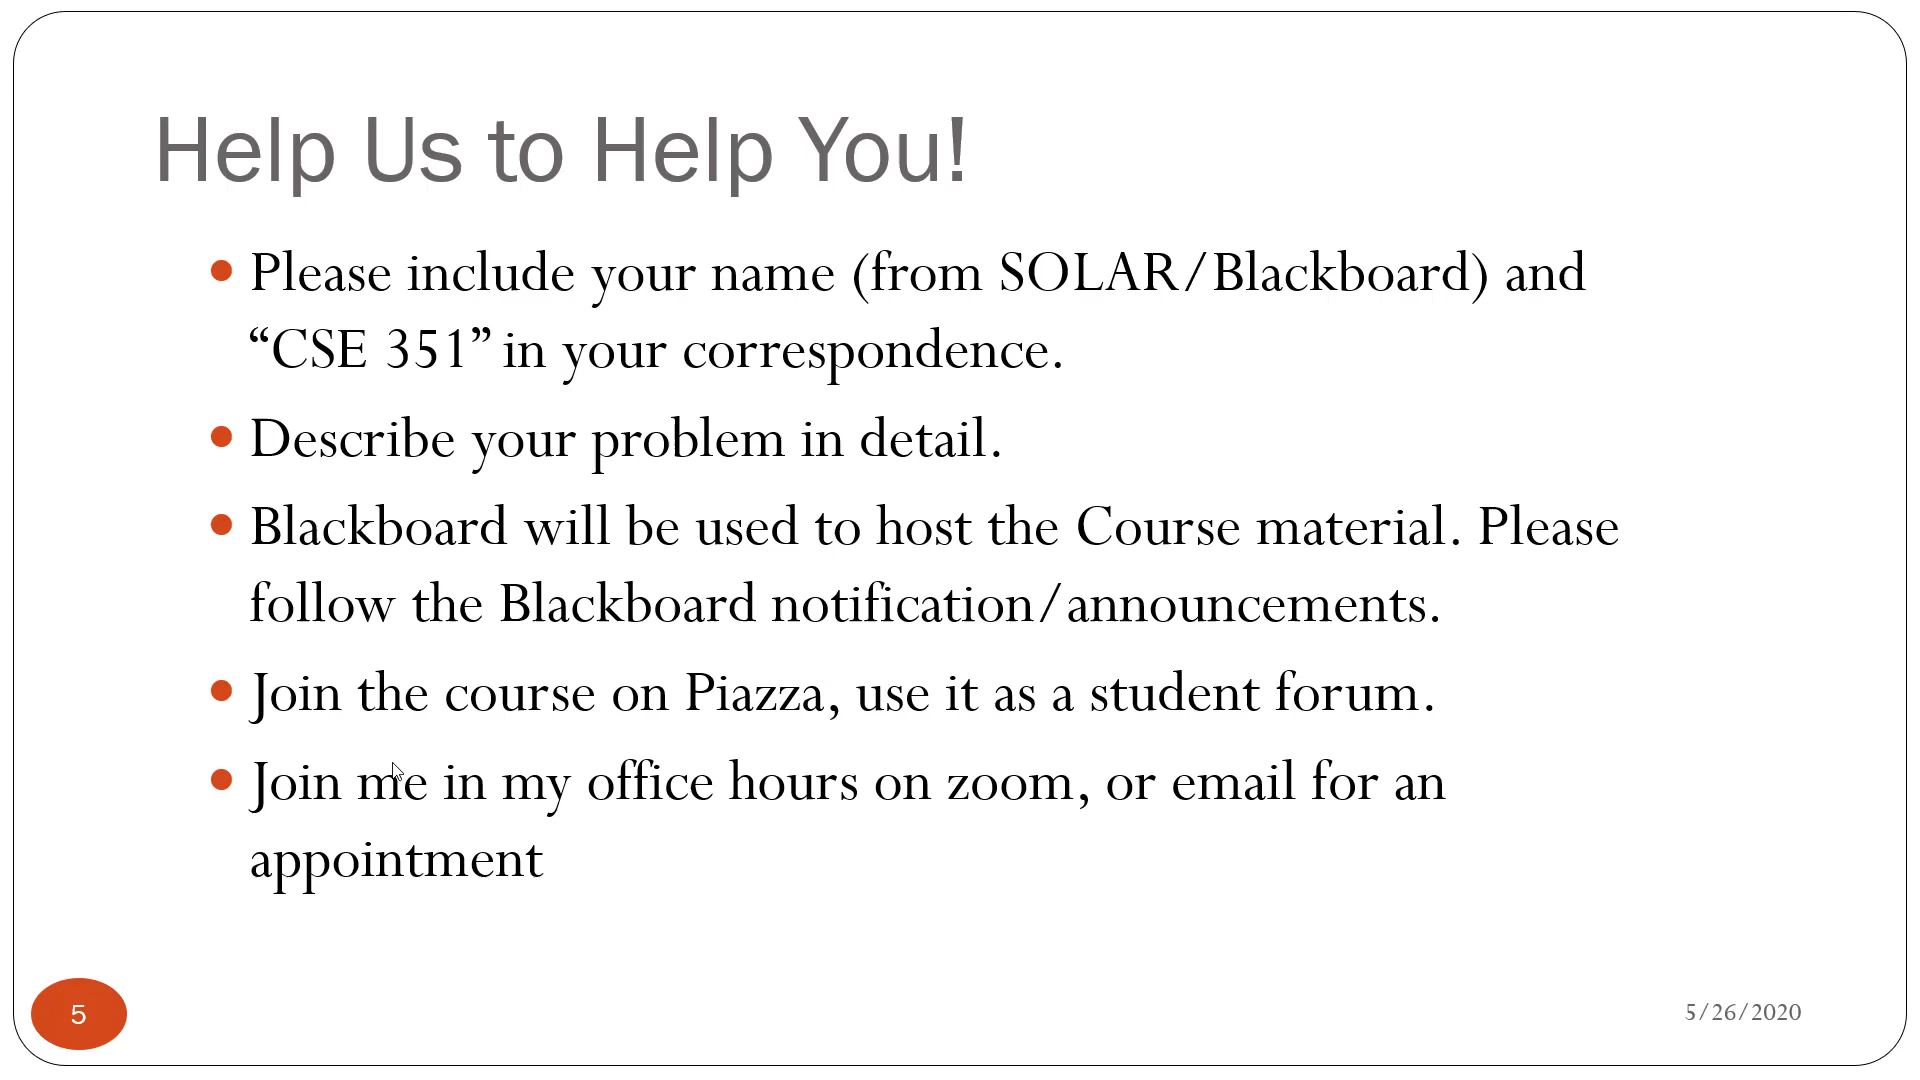 Help Us to Help You!
• Please include your name (from SOLAR/Blackboard) and
“CSE 351” in your correspondence.
• Describe your problem in detail.
• Blackboard will be used to host the Course material. Please
follow the Blackboard notification/announcements.
• Join the course on Piazza, use it as a student forum.
• Join me in my office hours on zoom, or email for an
appointment
5
5/26/2020